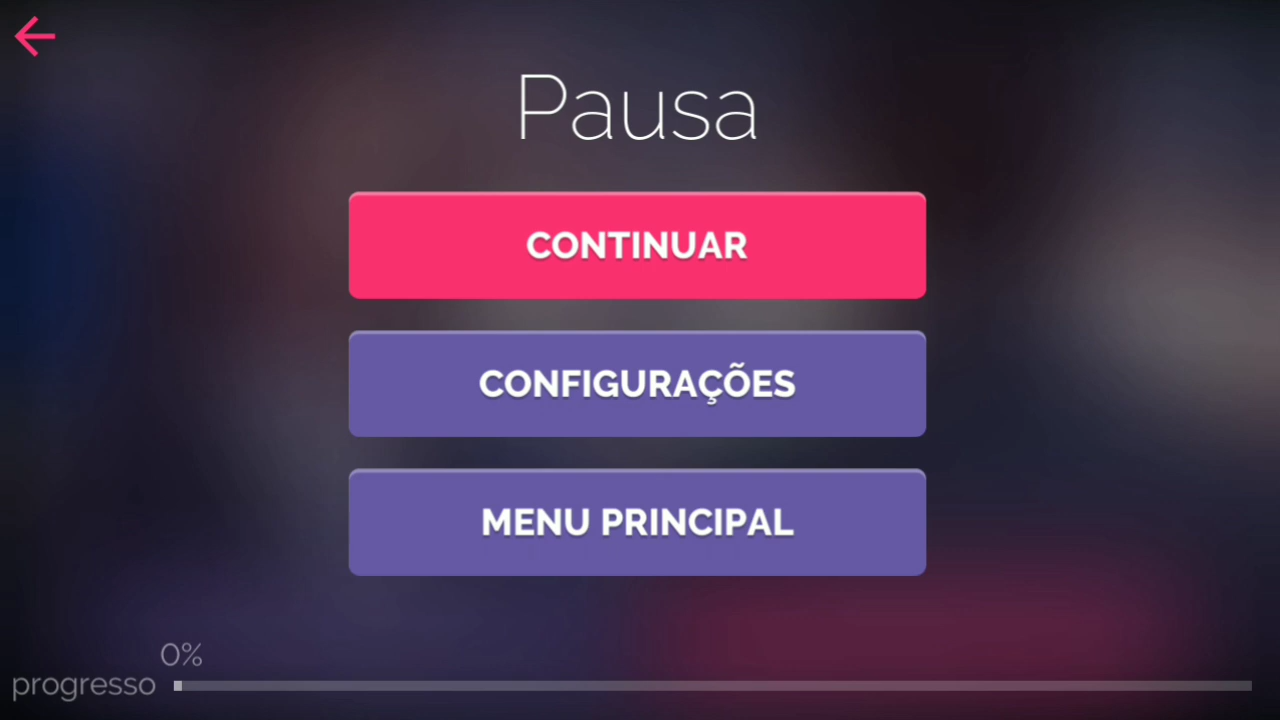 Pausa
CONTINUAR
CONFIGURAÇÕES
MENU PRINCIPAL
0%
progresso